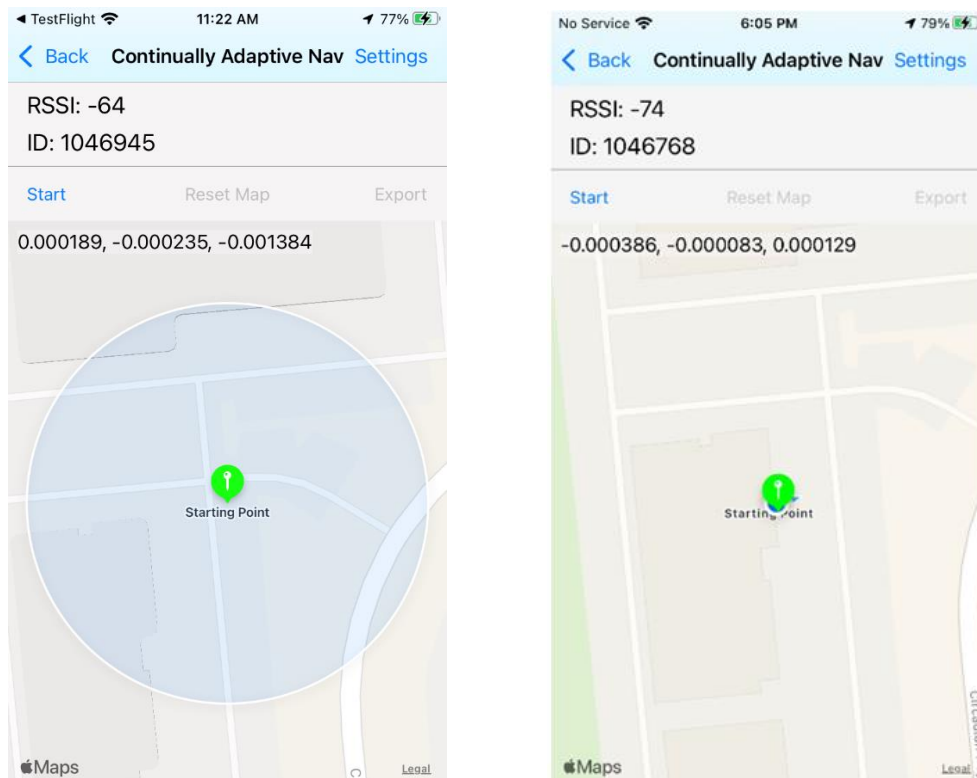 TestFlight 11:22 AM 77%
Back Continually Adaptive Nav Settings
RSSI: -64
ID: 1046945
Start Reset Map Export
0.000189, -0.000235, -0.001384
Starting Point
Maps
C
Legal
No Service 6:05 PM 79%
Back Continually Adaptive Nav Settings
RSSI: -74
ID: 1046768
Start Reset Map Export
-0.000386, -0.000083, 0.000129
Starting Point
Maps
Legal